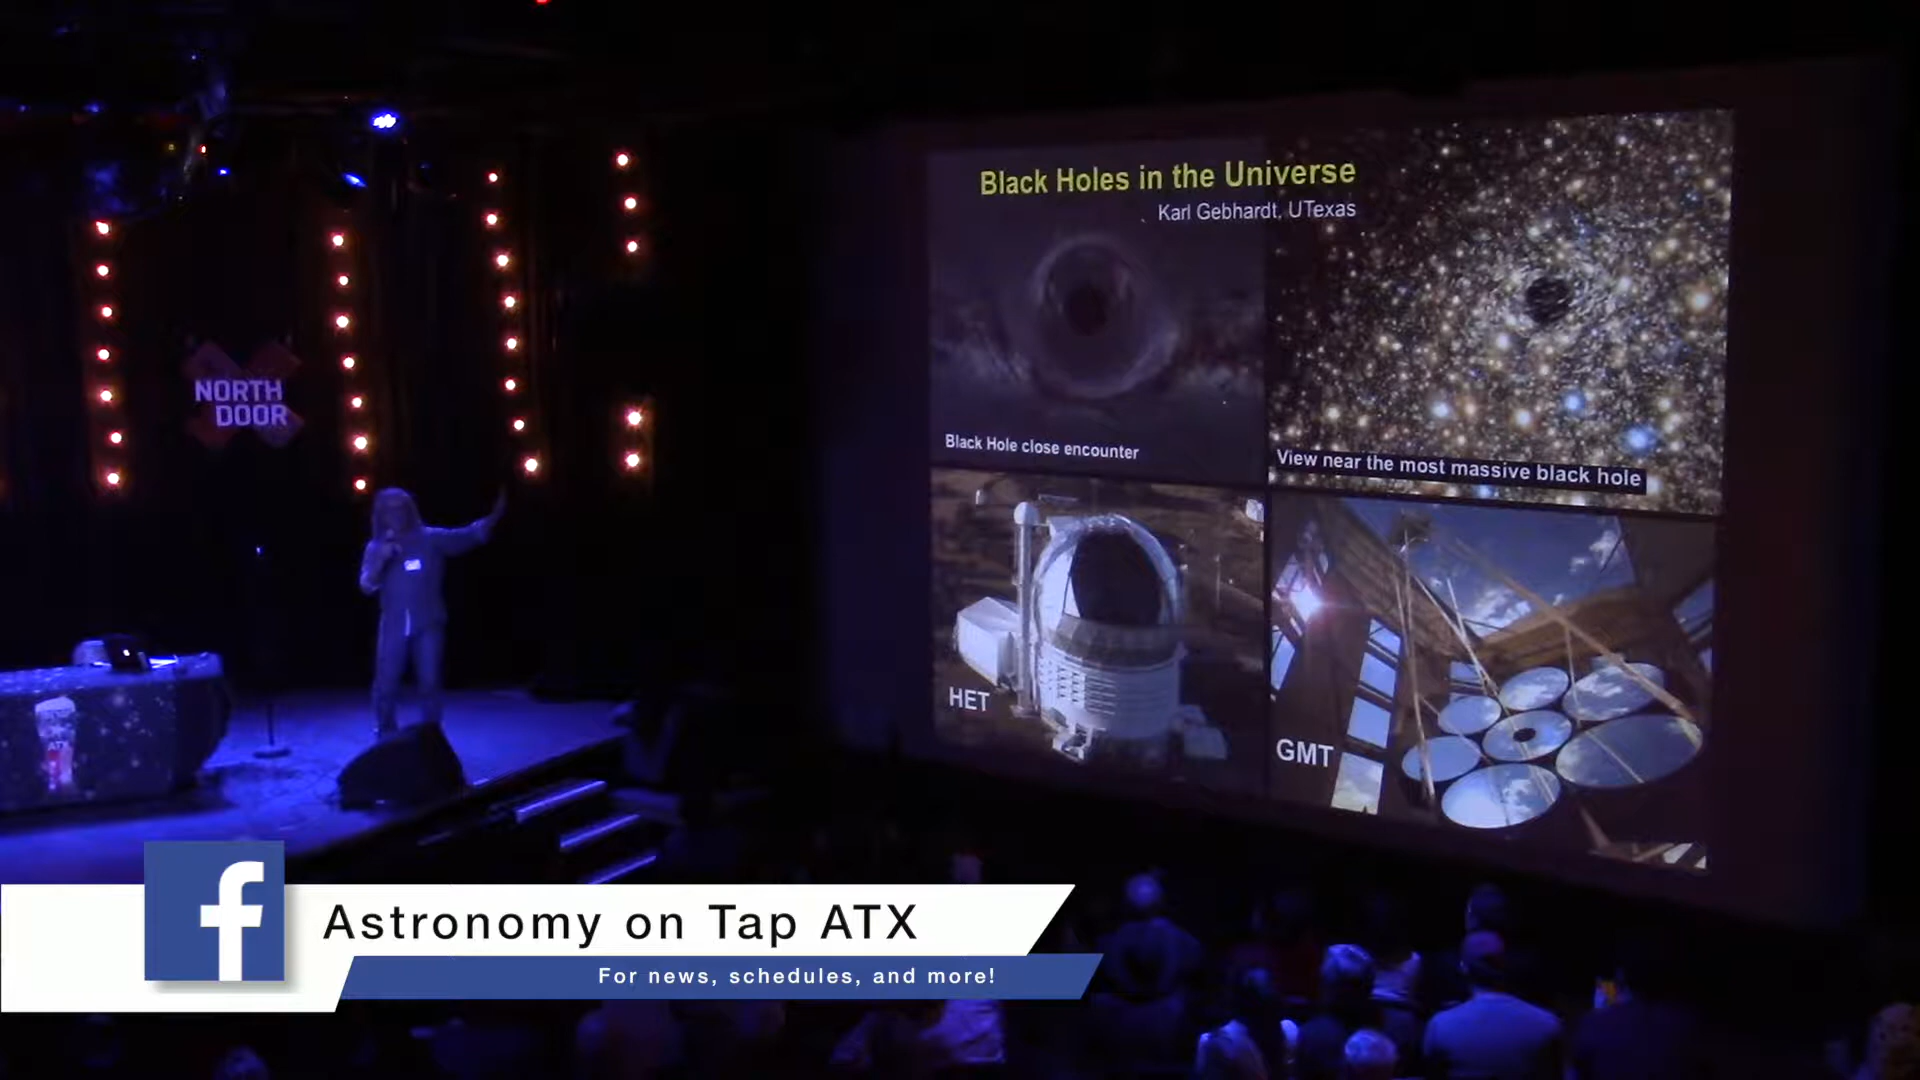 Black Holes in the Universe
Karl Gebhardt, UTexas
NORTH
DOOR
Black Hole close encounter
View near the most massive black hole
HET
GMT
ATX
f
Astronomy on Tap ATX
For news, schedules, and more!